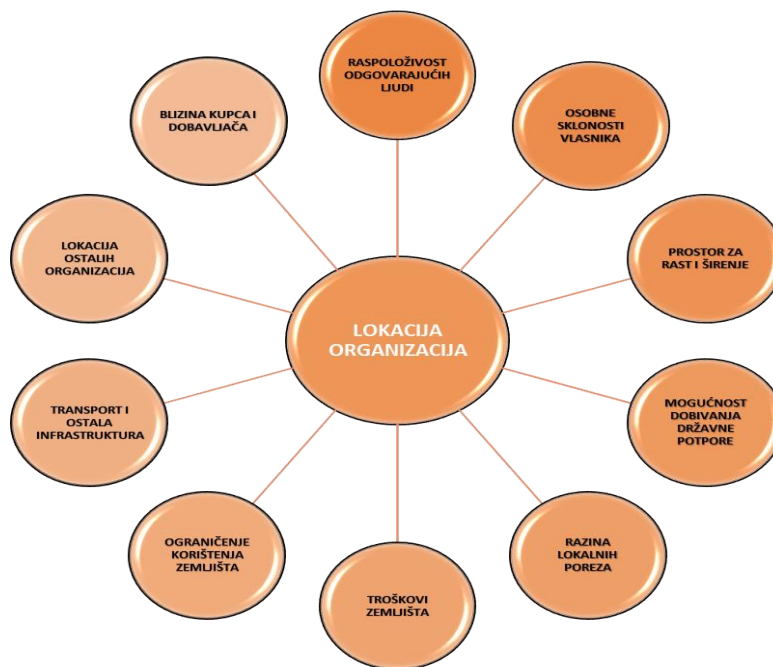 RASPOLOŽIVOST
ODGOVARAJUĆIH
LJUDI
OSOBNE
SKLONOSTI
VLASNIKA
PROSTOR ZA
RAST I ŠIRENJE
MOGUĆNOST
DOBIVANJA
DRŽAVNE
POTPORE
RAZINA
LOKALNIH
POREZA
TROŠKOVI
ZEMLJIŠTA
OGRANIČENJE
KORIŠTENJA
ZEMLJIŠTA
TRANSPORT I
OSTALA
INFRASTRUKTURA
LOKACIJA
OSTALIH
ORGANIZACIJA
BLIZINA KUPCA I
DOBAVLJAČA
LOKACIJA
ORGANIZACIJA